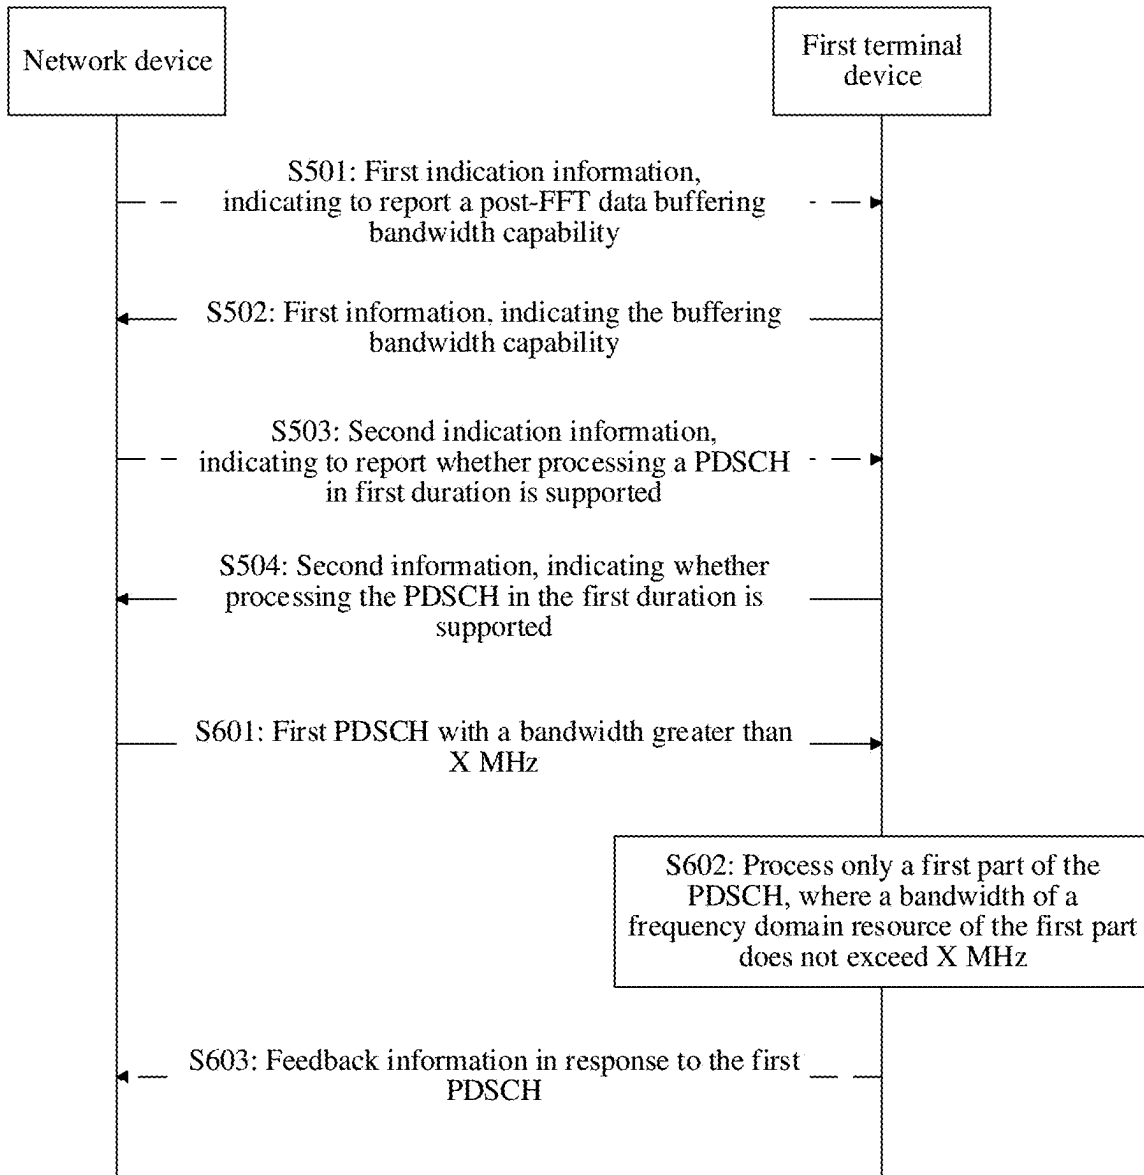 Network device
First terminal
device
S501: First indication information,
indicating to report a post-FFT data buffering
bandwidth capability
S502: First information, indicating the buffering
bandwidth capability
S503: Second indication information,
indicating to report whether processing a PDSCH
in first duration is supported
S504: Second information, indicating whether
processing the PDSCH in the first duration is
supported
S601: First PDSCH with a bandwidth greater than
X MHz
S602: Process only a first part of the
PDSCH, where a bandwidth of a
frequency domain resource of the first part
does not exceed X MHz
S603: Feedback information in response to the first
PDSCH